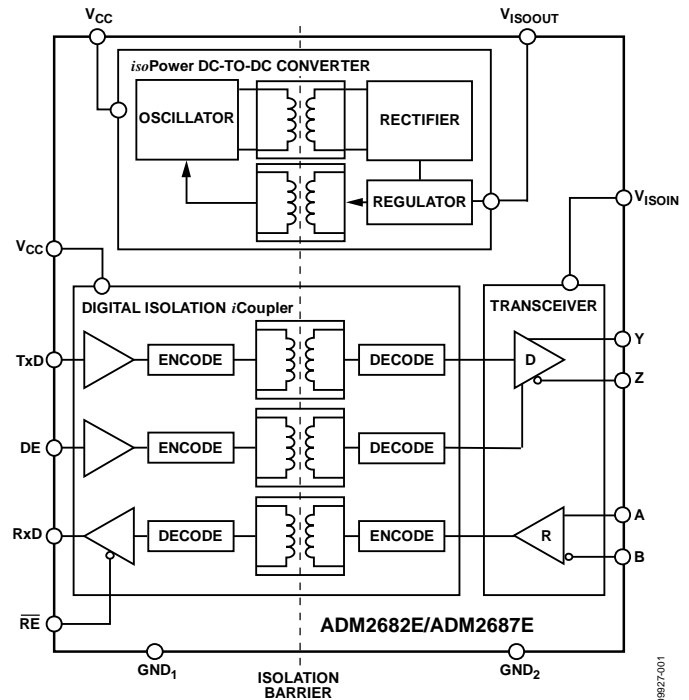 VCC
VISOOUT
isoPower DC-TO-DC CONVERTER
OSCILLATOR
RECTIFIER
REGULATOR
VISOIN
VCC
DIGITAL ISOLATION iCoupler
TRANSCEIVER
TxD
ENCODE
DECODE
D
Y
Z
DE
ENCODE
DECODE
RxD
DECODE
ENCODE
R
A
B
RE
ADM2682E/ADM2687E
GND1
ISOLATION
BARRIER
GND2
09927-001